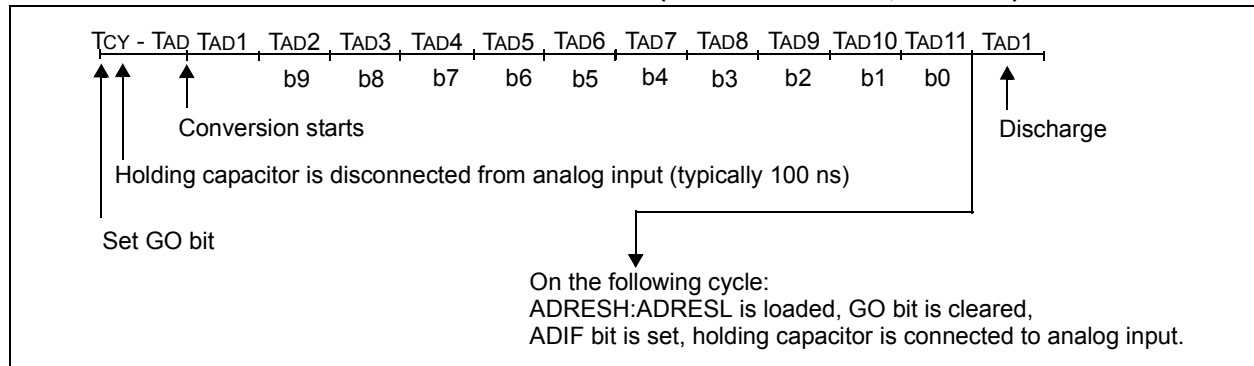 TCY - TAD TAD1 TAD2 TAD3 TAD4 TAD5 TAD6 TAD7 TAD8 TAD9 TAD10 TAD11 TAD1
b9 b8 b7 b6 b5 b4 b3 b2 b1 b0
Conversion starts
Discharge
Holding capacitor is disconnected from analog input (typically 100 ns)
Set GO bit
On the following cycle:
ADRESH:ADRESL is loaded, GO bit is cleared,
ADIF bit is set, holding capacitor is connected to analog input.